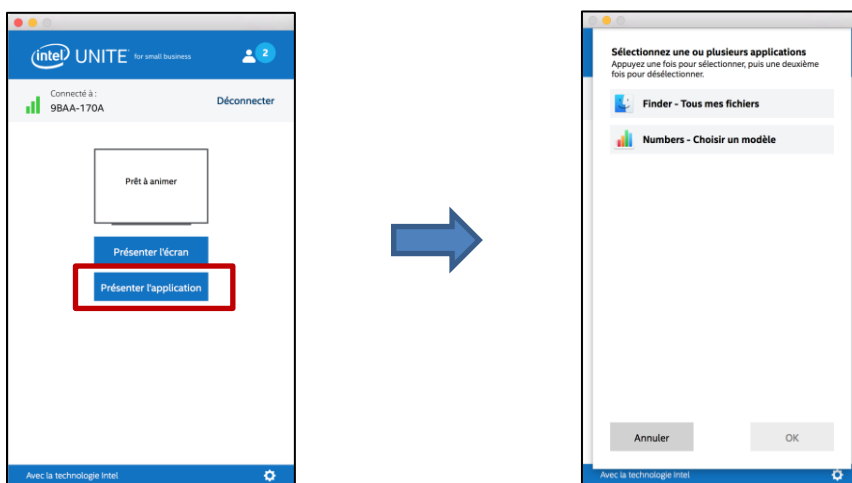 intel UNITE for small business
2
Connecté à :
9BAA-170A
Déconnecter
Prêt à animer
Présenter l'écran
Présenter l'application
Avec la technologie Intel
Sélectionnez une ou plusieurs applications
Appuyez une fois pour sélectionner, puis une deuxième
fois pour désélectionner.
Finder - Tous mes fichiers
Numbers - Choisir un modèle
Annuler
OK
Avec la technologie Intel